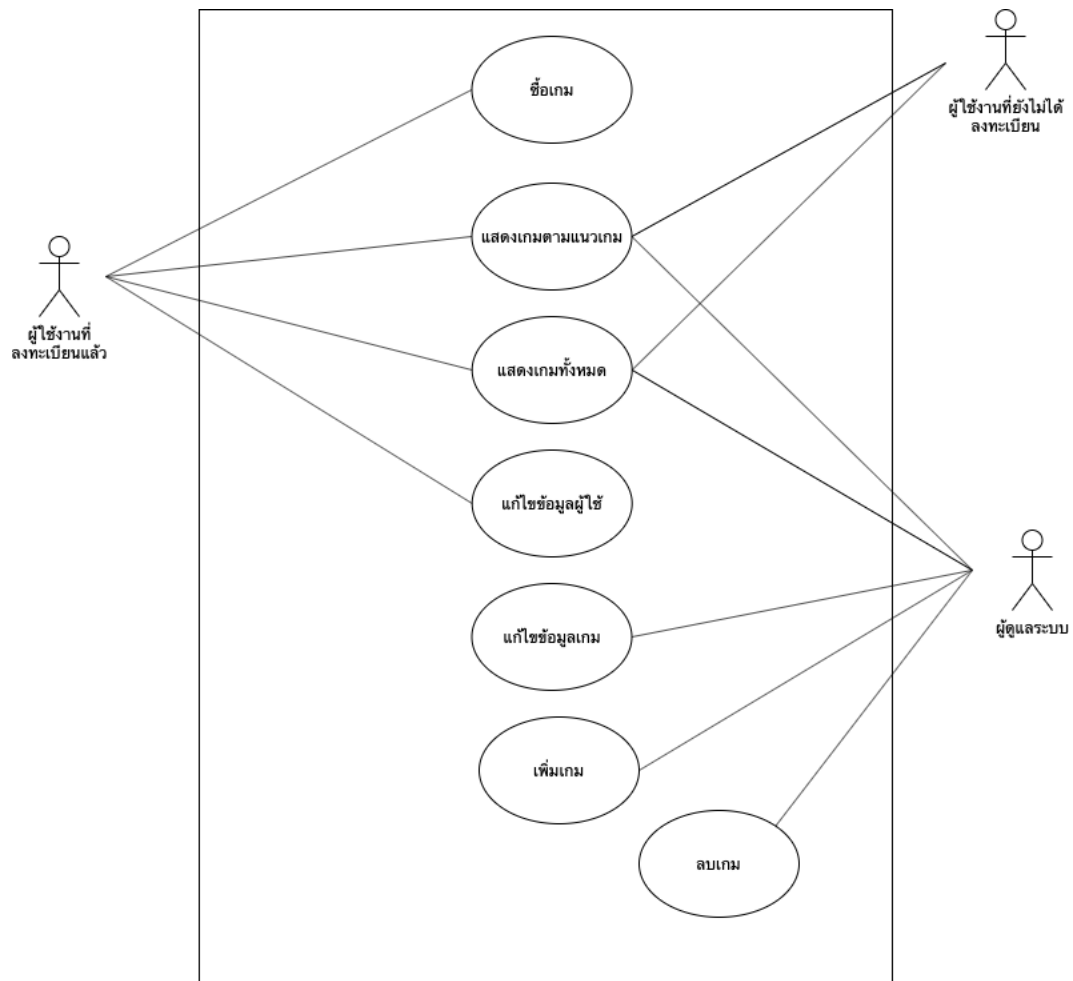 ซื้อเกม
ผู้ใช้งานที่ยังไม่ได้
ลงทะเบียน
แสดงเกมตามแนวเกม
ผู้ใช้งานที่
ลงทะเบียนแล้ว
แสดงเกมทั้งหมด
แก้ไขข้อมูลผู้ใช้
แก้ไขข้อมูลเกม
ผู้ดูแลระบบ
เพิ่มเกม
ลบเกม